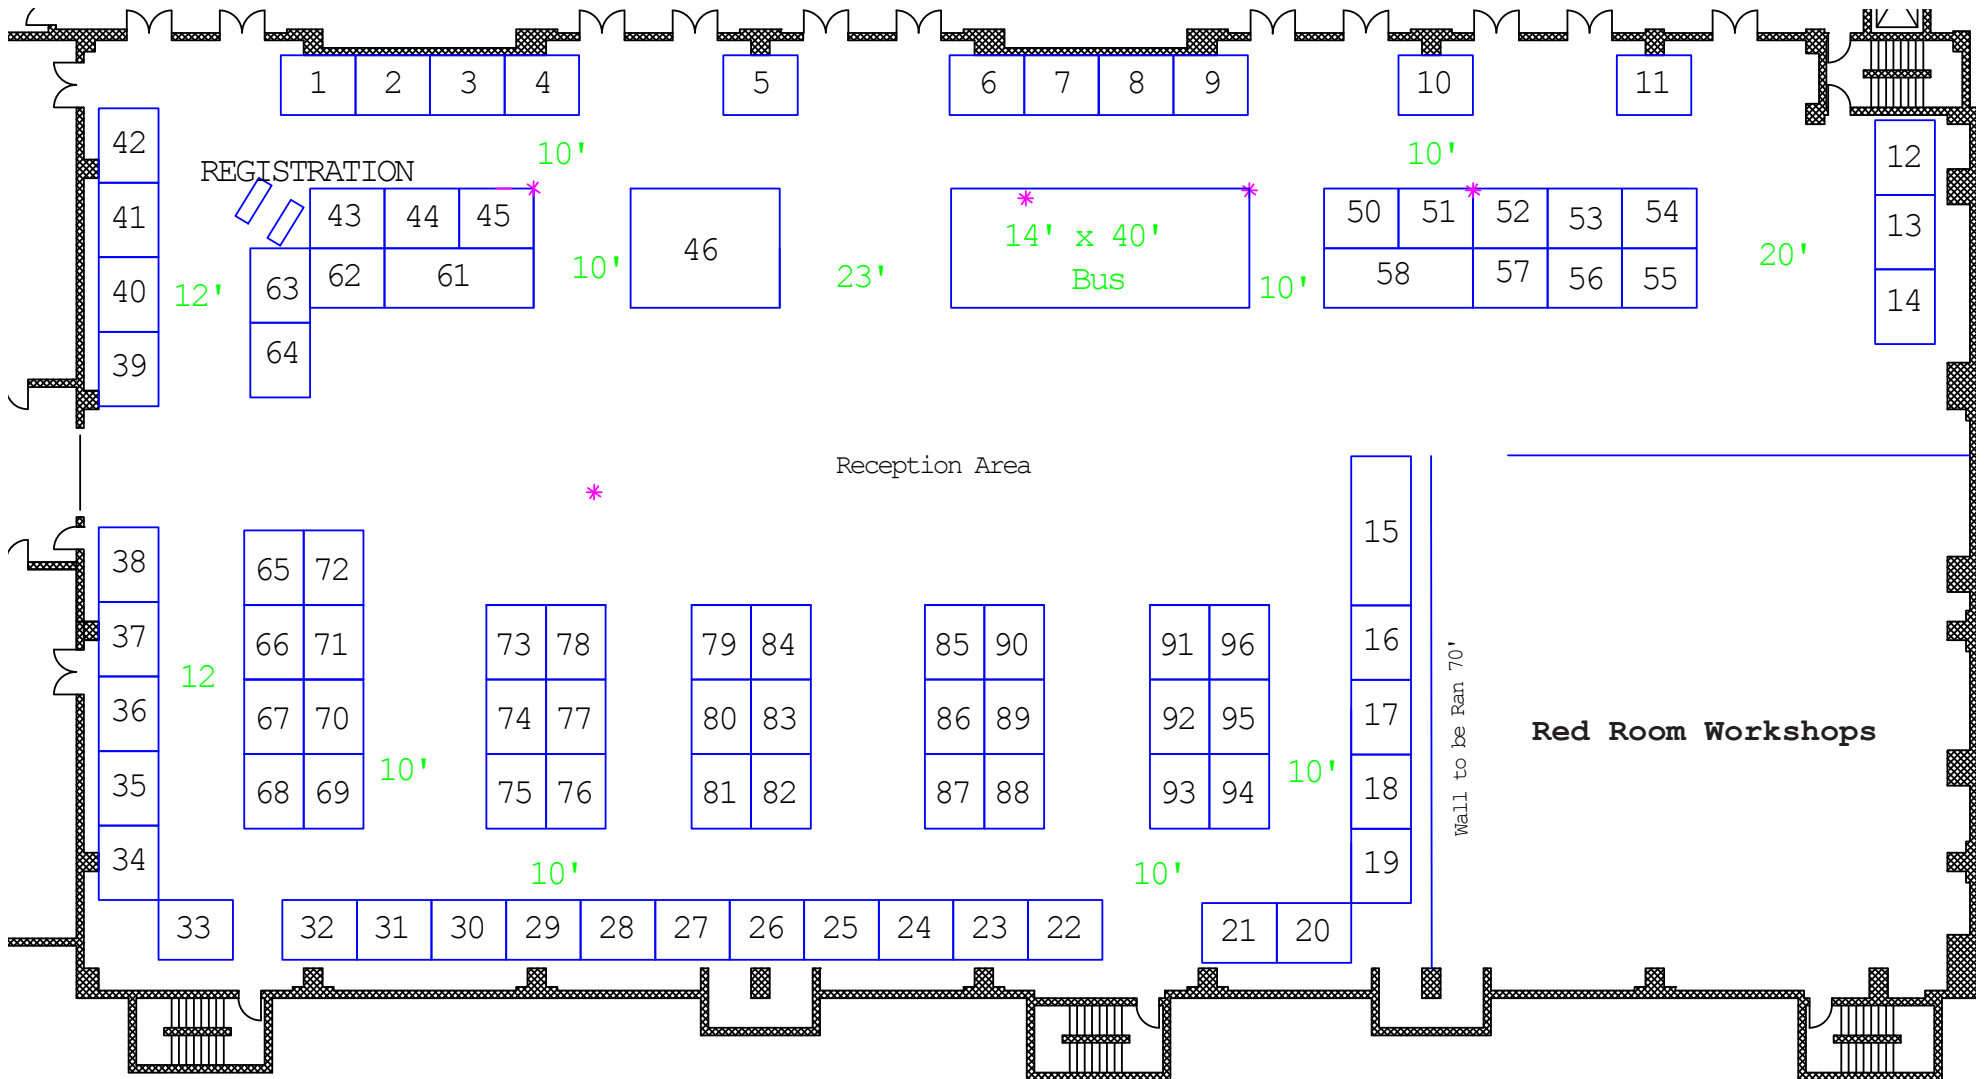 1 2 3 4 5 6 7 8 9 10 11
42 10' 10' 12
REGISTRATION
41 43 44 45 46 14' x 40' 50 51 52 53 54 13
40 12' 63 62 61 10' 23' Bus 10' 58 57 56 55 20' 14
39 64
Reception Area
15
38 65 72
37 66 71 73 78 79 84 85 90 91 96 16
12
36 67 70 74 77 80 83 86 89 92 95 17
Wall to be Ran 70'
Red Room Workshops
10' 10'
35 68 69 75 76 81 82 87 88 93 94 18
34 10' 10' 19
33 32 31 30 29 28 27 26 25 24 23 22 21 20